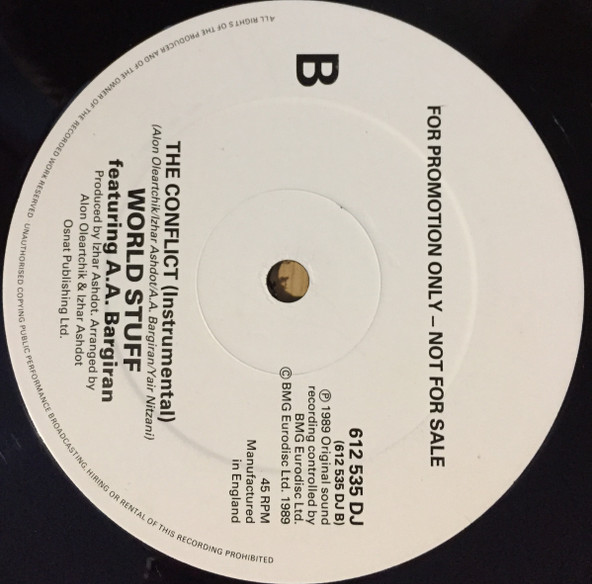 FOR PROMOTION ONLY – NOT FOR SALE
B
612 535 DJ
(612 535 DJ B)
Ⓟ 1989 Original sound
recording controlled by
BMG Eurodisc Ltd.
© BMG Eurodisc Ltd. 1989
45 RPM
Manufactured
in England
THE CONFLICT (Instrumental)
(Alon Oleartchik/Izhar Ashdot/A.A. Bargiran/Yair Nitzani)
WORLD STUFF
featuring A.A. Bargiran
Produced by Izhar Ashdot. Arranged by
Alon Oleartchik & Izhar Ashdot
Osnat Publishing Ltd.
ALL RIGHTS OF THE PRODUCER AND OF THE OWNER OF THE RECORDED WORK RESERVED. UNAUTHORISED COPYING PUBLIC PERFORMANCE BROADCASTING, HIRING OR RENTAL OF THIS RECORDING PROHIBITED